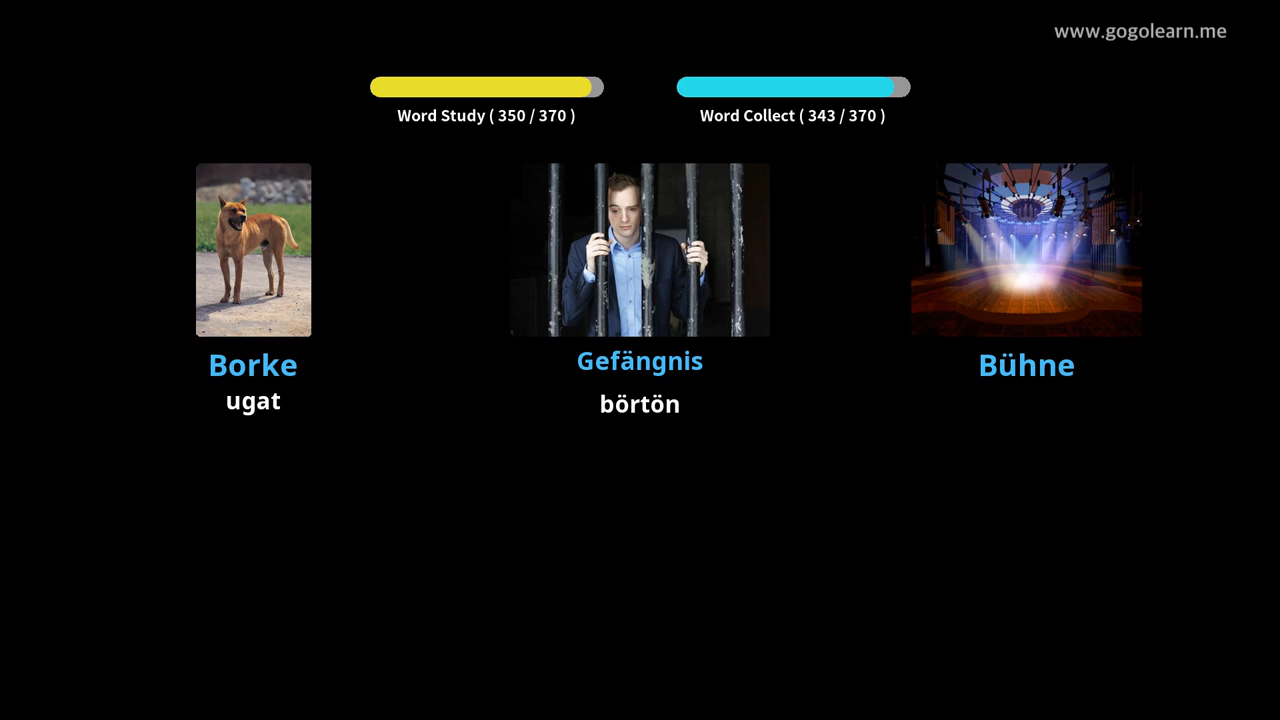 www.gogolearn.me
Word Study ( 350 / 370 )
Word Collect ( 343 / 370 )
Borke
ugat
Gefängnis
börtön
Bühne